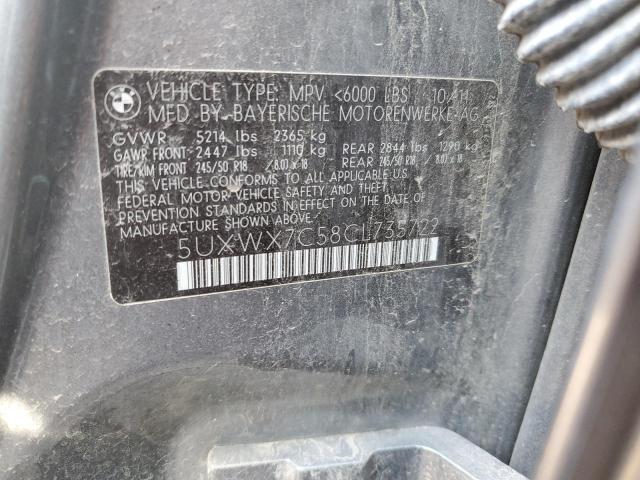 BMW
VEHICLE TYPE: MPV <6000 LBS 10/11
MFD BY BAYERISCHE MOTORENWERKE-AG
GVWR 5214 lbs 2365 kg
GAWR FRONT 2447 lbs 1110 kg REAR 2844 lbs 1290 kg
TIRE/RIM FRONT 245/50 R18 / 8.0J x 18 REAR 245/50 R18 / 8.0J x 18
THIS VEHICLE CONFORMS TO ALL APPLICABLE U.S.
FEDERAL MOTOR VEHICLE SAFETY AND THEFT
PREVENTION STANDARDS IN EFFECT ON THE DATE OF
MANUFACTURE SHOWN ABOVE.
5UXWX7C58CL735722